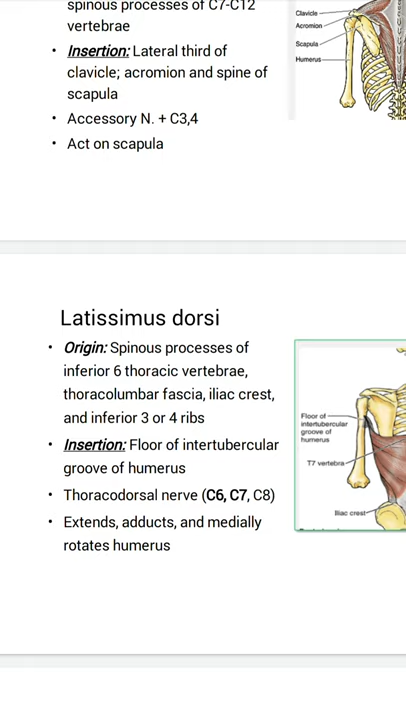 spinous processes of C7-C12
vertebrae
• Insertion: Lateral third of
clavicle; acromion and spine of
scapula
• Accessory N. + C3,4
• Act on scapula
Clavicle
Acromion
Scapula
Humerus
Latissimus dorsi
• Origin: Spinous processes of
inferior 6 thoracic vertebrae,
thoracolumbar fascia, iliac crest,
and inferior 3 or 4 ribs
• Insertion: Floor of intertubercular
groove of humerus
• Thoracodorsal nerve (C6, C7, C8)
• Extends, adducts, and medially
rotates humerus
Floor of
intertubercular
groove of
humerus
T7 vertebra
Iliac crest